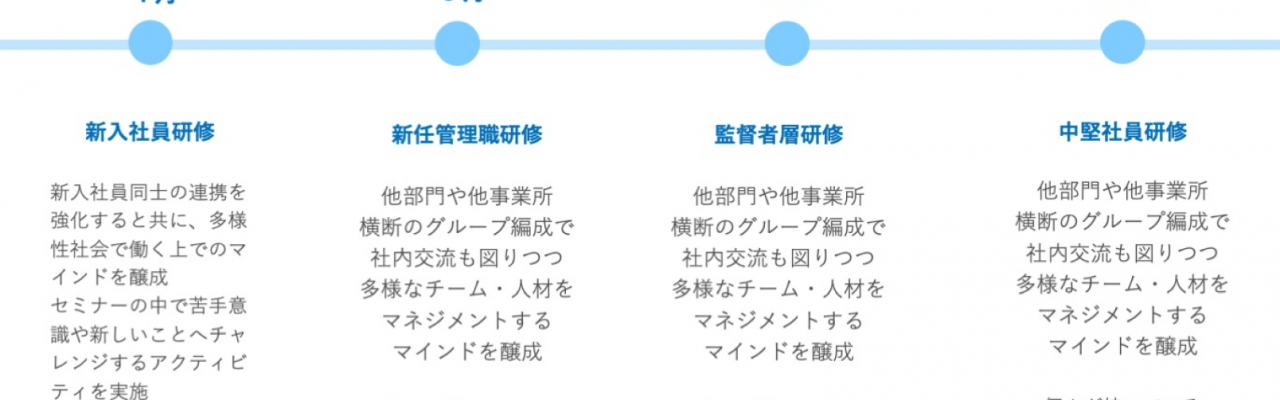 新入社員研修
新入社員同士の連携を
強化すると共に、多様
性社会で働く上でのマ
インドを醸成
セミナーの中で苦手意
識や新しいことへチャ
レンジするアクティビ
ティを実施
新任管理職研修
他部門や他事業所
横断のグループ編成で
社内交流も図りつつ
多様なチーム・人材を
マネジメントする
マインドを醸成
監督者層研修
他部門や他事業所
横断のグループ編成で
社内交流も図りつつ
多様なチーム・人材を
マネジメントする
マインドを醸成
中堅社員研修
他部門や他事業所
横断のグループ編成で
社内交流も図りつつ
多様なチーム・人材を
マネジメントする
マインドを醸成